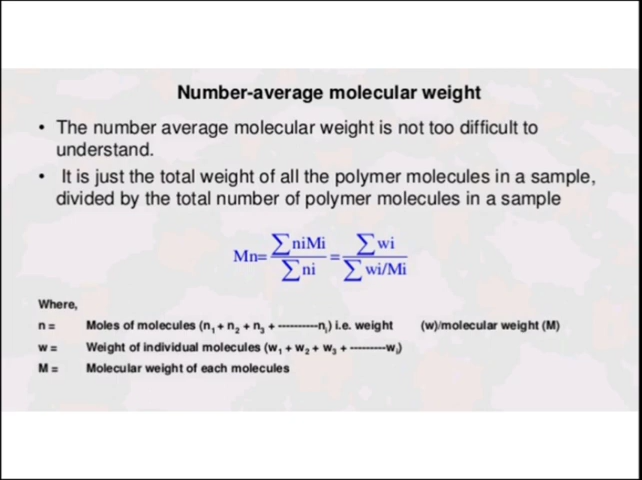 Number-average molecular weight
• The number average molecular weight is not too difficult to
understand.
• It is just the total weight of all the polymer molecules in a sample,
divided by the total number of polymer molecules in a sample
Mn= ∑niMi / ∑ni = ∑wi / ∑wi/Mi
Where,
n = Moles of molecules (n₁ + n₂ + n₃ + ----------nᵢ) i.e. weight (w)/molecular weight (M)
w = Weight of individual molecules (w₁ + w₂ + w₃ + ---------wᵢ)
M = Molecular weight of each molecules